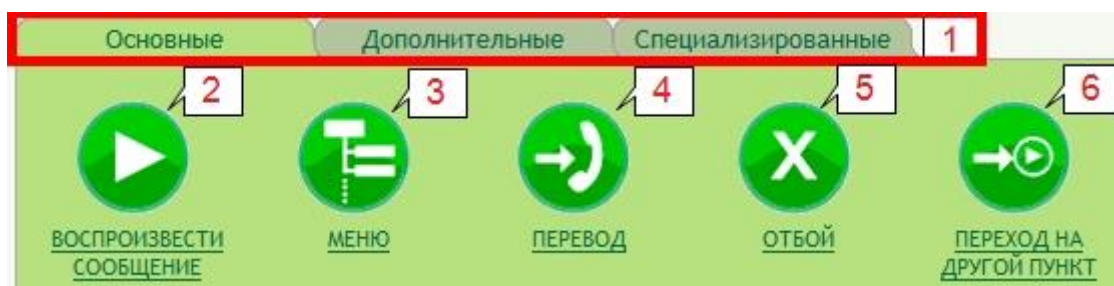 Основные Дополнительные Специализированные 1
2 3 4 5 6
X
ВОСПРОИЗВЕСТИ СООБЩЕНИЕ
МЕНЮ
ПЕРЕВОД
ОТБОЙ
ПЕРЕХОД НА ДРУГОЙ ПУНКТ